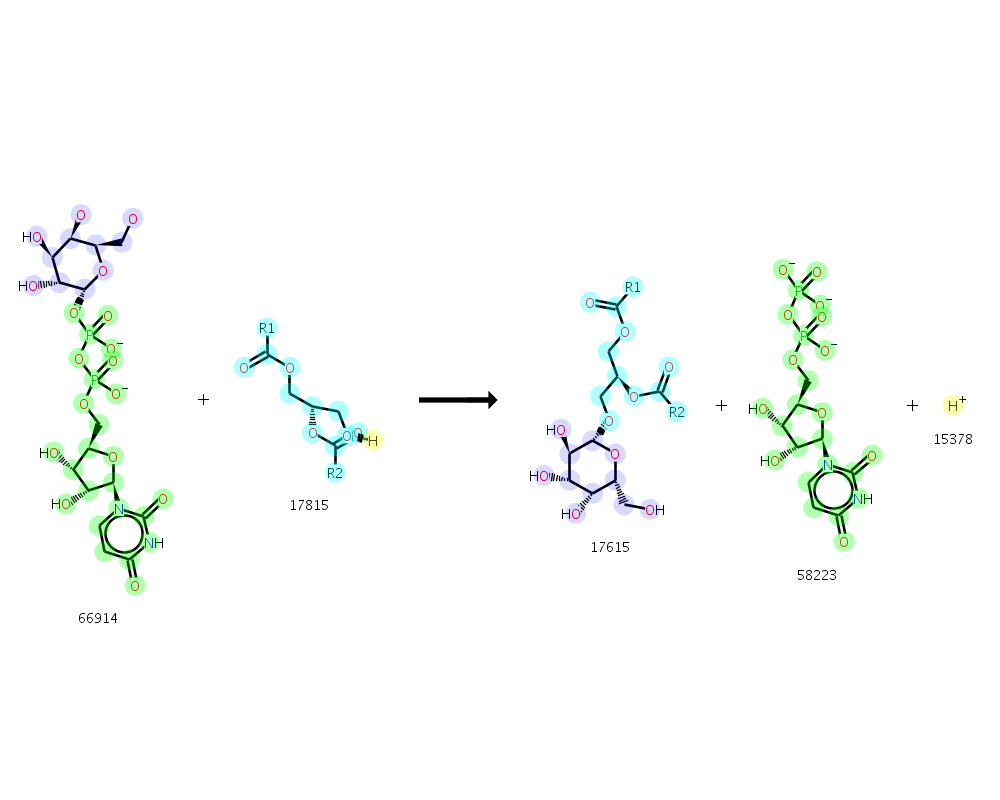 O O
HO
O
HO
O
P O
O O⁻
P O
O O⁻
HO O
HO
N O
NH
O
66914
+
R1
O O
O OH O H
R2
17815
R1
O
O
O
O
R2
O
HO
O
HO
HO OH
17615
+
O⁻ O
P
O O⁻
P O
O O⁻
HO O
HO
N O
NH
O
58223
+
H⁺
15378